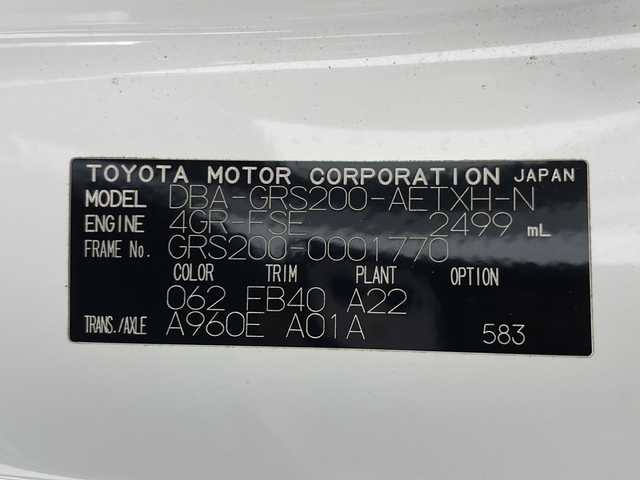 TOYOTA MOTOR CORPORATION JAPAN
MODEL DBA-GRS200-AETXH-N
ENGINE 4GR-FSE 2499 mL
FRAME No. GRS200-0001770
COLOR TRIM PLANT OPTION
062 FB40 A22
TRANS./AXLE A960E A01A 583